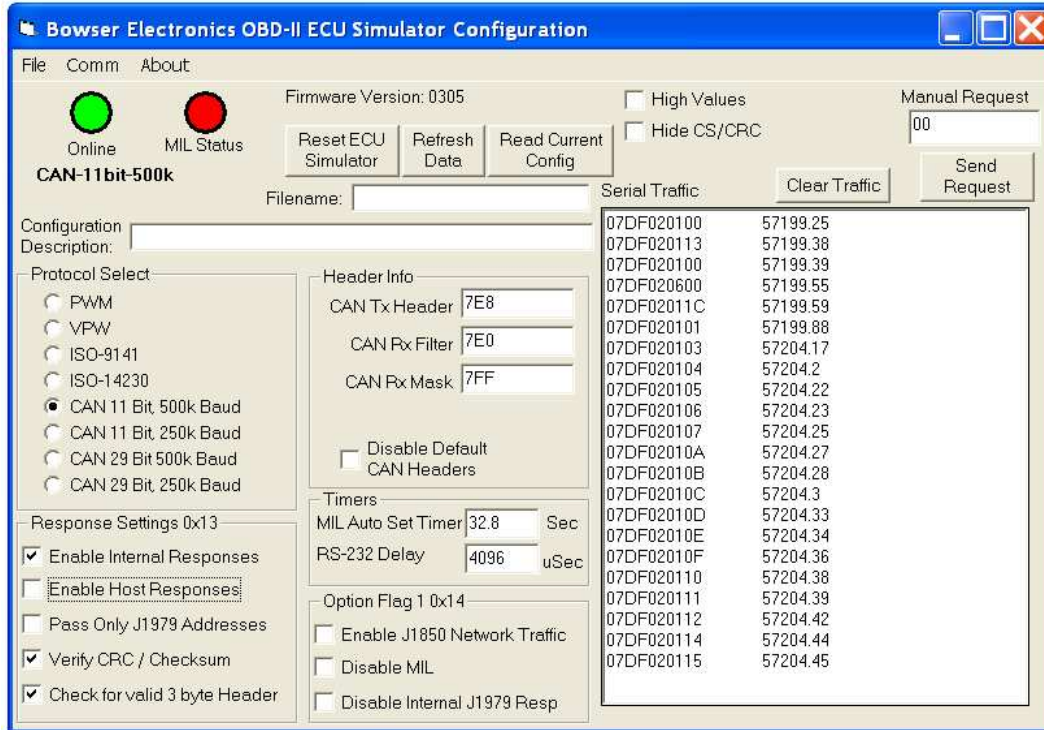 Bowser Electronics OBD-II ECU Simulator Configuration
File Comm About
Online
MIL Status
CAN-11bit-500k
Firmware Version: 0305
Reset ECU Simulator
Refresh Data
Read Current Config
High Values
Hide CS/CRC
Manual Request
00
Send Request
Filename:
Configuration Description:
Serial Traffic
Clear Traffic
Protocol Select
PWM
VPW
ISO-9141
ISO-14230
CAN 11 Bit, 500k Baud
CAN 11 Bit, 250k Baud
CAN 29 Bit 500k Baud
CAN 29 Bit, 250k Baud
Response Settings 0x13
Enable Internal Responses
Enable Host Responses
Pass Only J1979 Addresses
Verify CRC / Checksum
Check for valid 3 byte Header
Header Info
CAN Tx Header 7E8
CAN Rx Filter 7E0
CAN Rx Mask 7FF
Disable Default CAN Headers
Timers
MIL Auto Set Timer 32.8 Sec
RS-232 Delay 4096 uSec
Option Flag 1 0x14
Enable J1850 Network Traffic
Disable MIL
Disable Internal J1979 Resp
07DF020100 57199.25
07DF020113 57199.38
07DF020100 57199.39
07DF020600 57199.55
07DF02011C 57199.59
07DF020101 57199.88
07DF020103 57204.17
07DF020104 57204.2
07DF020105 57204.22
07DF020106 57204.23
07DF020107 57204.25
07DF02010A 57204.27
07DF02010B 57204.28
07DF02010C 57204.3
07DF02010D 57204.33
07DF02010E 57204.34
07DF02010F 57204.36
07DF020110 57204.38
07DF020111 57204.39
07DF020112 57204.42
07DF020114 57204.44
07DF020115 57204.45